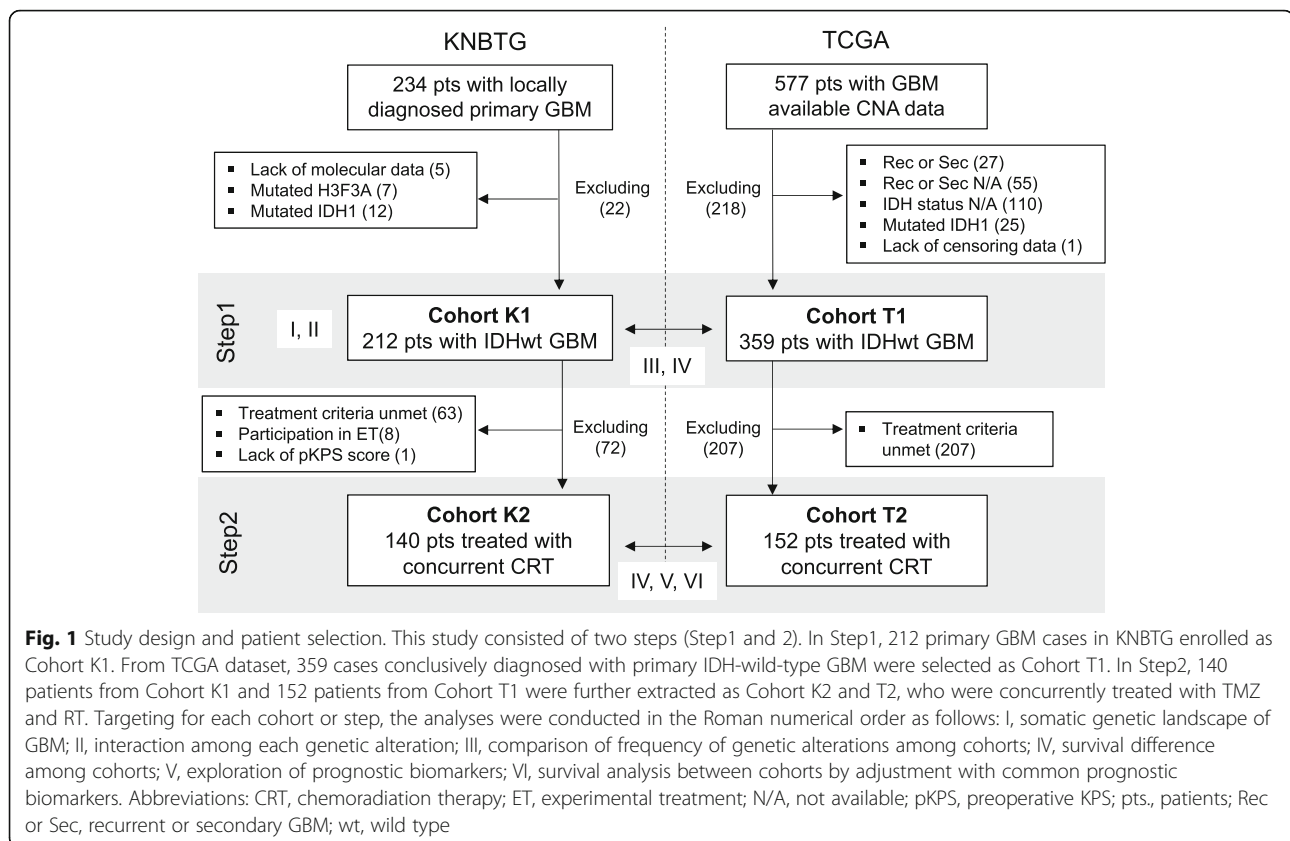 KNBTG
TCGA
234 pts with locally
diagnosed primary GBM
577 pts with GBM
available CNA data
▪ Lack of molecular data (5)
▪ Mutated H3F3A (7)
▪ Mutated IDH1 (12)
Excluding
(22)
Excluding
(218)
▪ Rec or Sec (27)
▪ Rec or Sec N/A (55)
▪ IDH status N/A (110)
▪ Mutated IDH1 (25)
▪ Lack of censoring data (1)
Step1
I, II
Cohort K1
212 pts with IDHwt GBM
III, IV
Cohort T1
359 pts with IDHwt GBM
▪ Treatment criteria unmet (63)
▪ Participation in ET(8)
▪ Lack of pKPS score (1)
Excluding
(72)
Excluding
(207)
▪ Treatment criteria
unmet (207)
Step2
Cohort K2
140 pts treated with
concurrent CRT
IV, V, VI
Cohort T2
152 pts treated with
concurrent CRT
Fig. 1 Study design and patient selection. This study consisted of two steps (Step1 and 2). In Step1, 212 primary GBM cases in KNBTG enrolled as
Cohort K1. From TCGA dataset, 359 cases conclusively diagnosed with primary IDH-wild-type GBM were selected as Cohort T1. In Step2, 140
patients from Cohort K1 and 152 patients from Cohort T1 were further extracted as Cohort K2 and T2, who were concurrently treated with TMZ
and RT. Targeting for each cohort or step, the analyses were conducted in the Roman numerical order as follows: I, somatic genetic landscape of
GBM; II, interaction among each genetic alteration; III, comparison of frequency of genetic alterations among cohorts; IV, survival difference
among cohorts; V, exploration of prognostic biomarkers; VI, survival analysis between cohorts by adjustment with common prognostic
biomarkers. Abbreviations: CRT, chemoradiation therapy; ET, experimental treatment; N/A, not available; pKPS, preoperative KPS; pts., patients; Rec
or Sec, recurrent or secondary GBM; wt, wild type